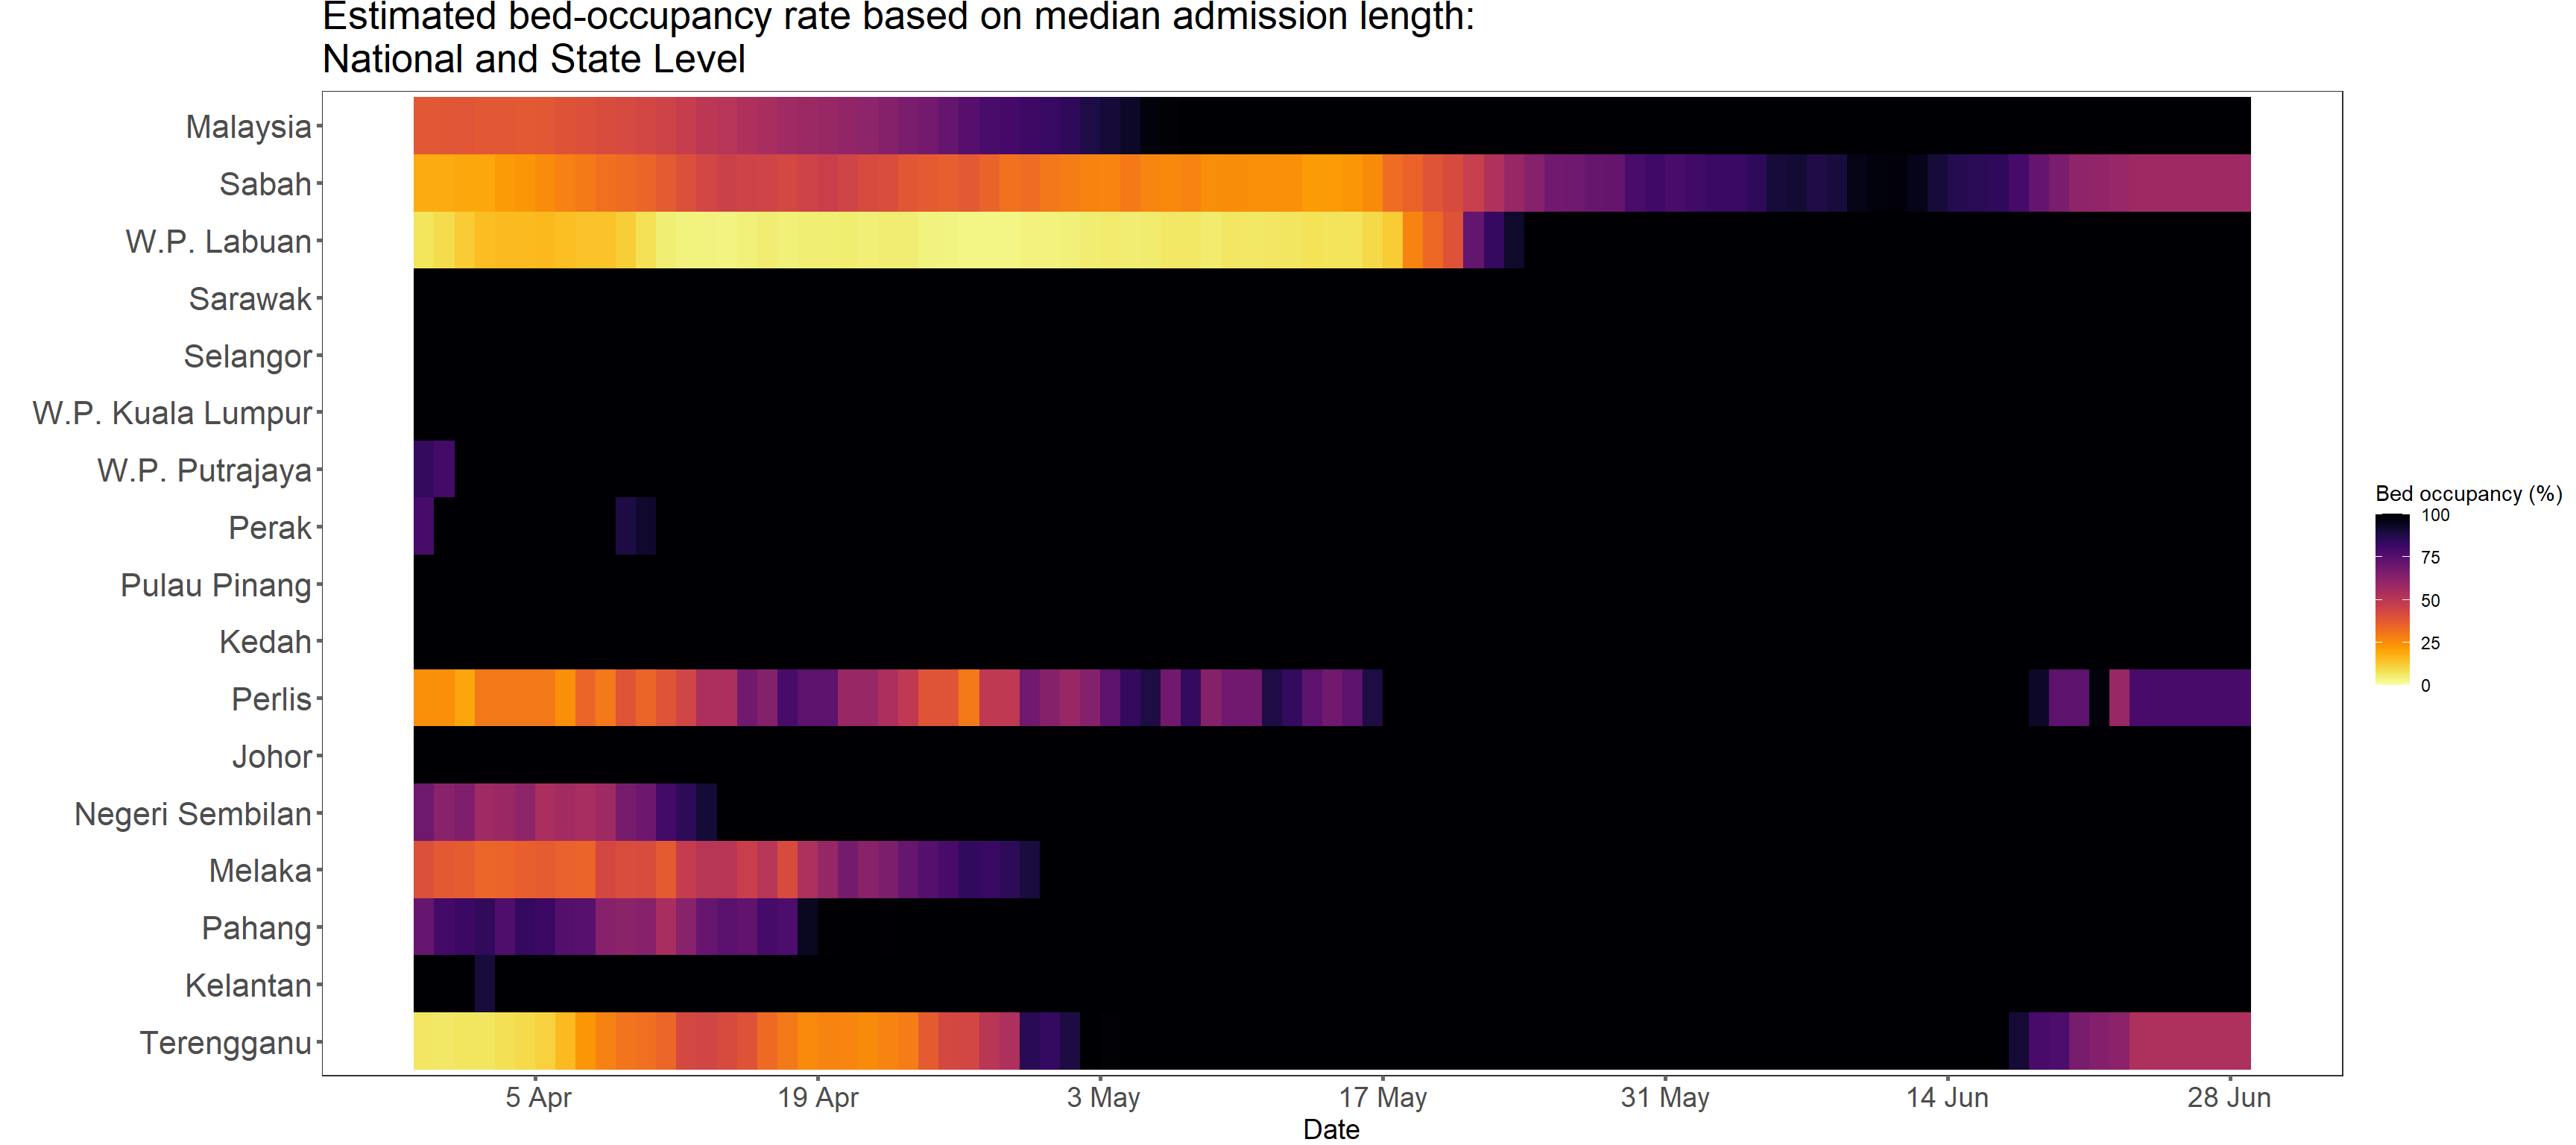 Estimated bed-occupancy rate based on median admission length:
National and State Level
Malaysia
Sabah
W.P. Labuan
Sarawak
Selangor
W.P. Kuala Lumpur
W.P. Putrajaya
Perak
Pulau Pinang
Kedah
Perlis
Johor
Negeri Sembilan
Melaka
Pahang
Kelantan
Terengganu
5 Apr
19 Apr
3 May
17 May
31 May
14 Jun
28 Jun
Date
Bed occupancy (%)
100
75
50
25
0